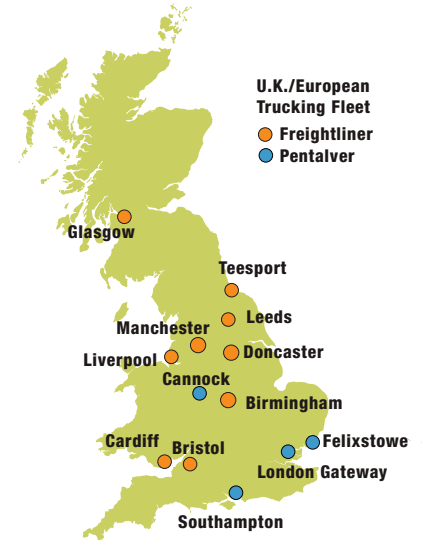 U.K./European
Trucking Fleet
Freightliner
Pentalver
Glasgow
Teesport
Leeds
Manchester
Doncaster
Liverpool
Cannock
Birmingham
Cardiff
Bristol
Felixstowe
London Gateway
Southampton